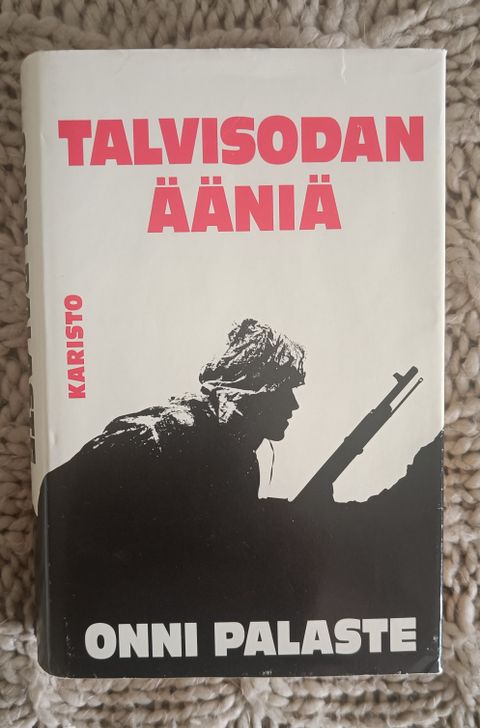 TALVISODAN
ÄÄNIÄ
KARISTO
ONNI PALASTE